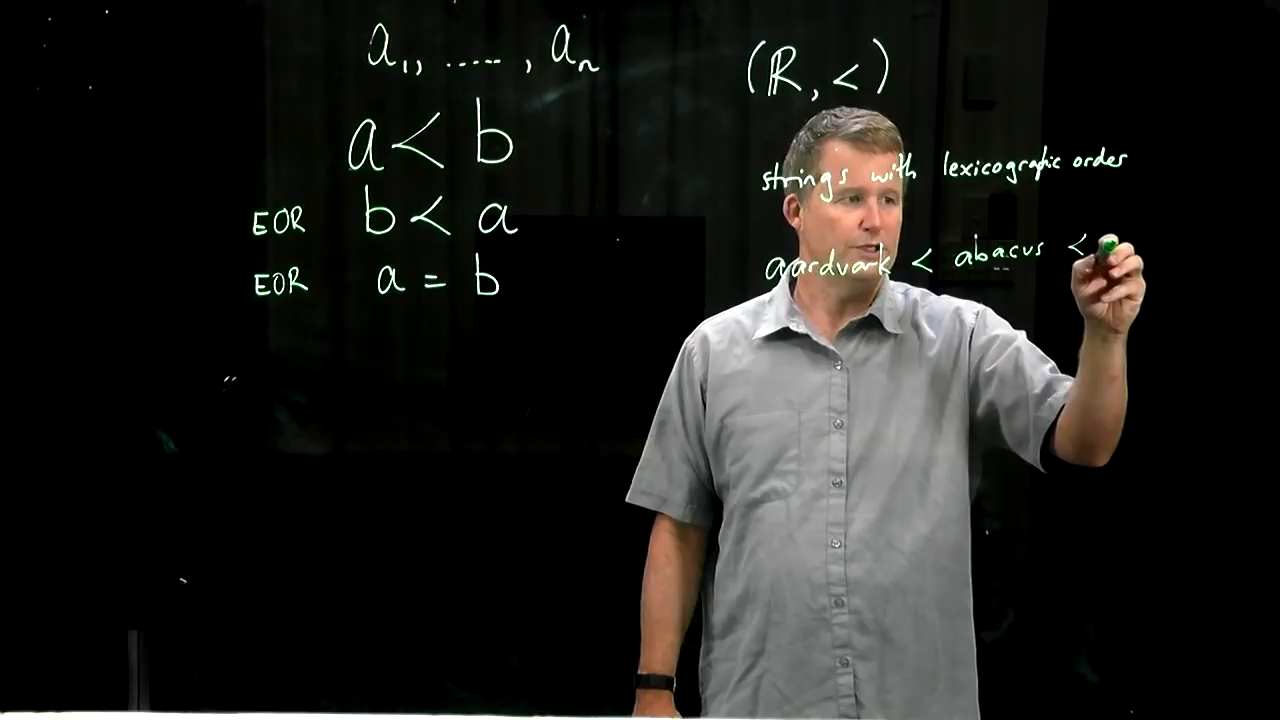 a₁, ....., aₙ
a < b
EOR b < a
EOR a = b
(ℝ, <)
strings with lexicographic order
aardvark < abacus <